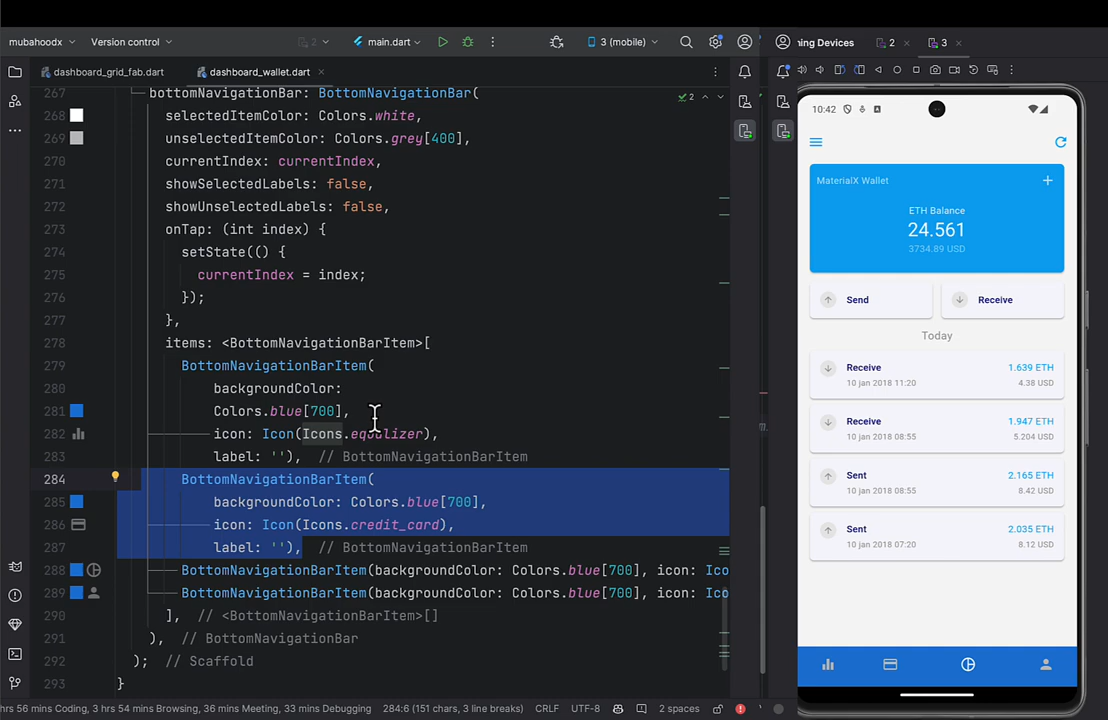 mubahoodx
Version control
2
main.dart
3 (mobile)
ning Devices
2
3
dashboard_grid_fab.dart
dashboard_wallet.dart
2
267 bottomNavigationBar: BottomNavigationBar(
268 selectedItemColor: Colors.white,
269 unselectedItemColor: Colors.grey[400],
270 currentIndex: currentIndex,
271 showSelectedLabels: false,
272 showUnselectedLabels: false,
273 onTap: (int index) {
274 setState(() {
275 currentIndex = index;
276 });
277 },
278 items: <BottomNavigationBarItem>[
279 BottomNavigationBarItem(
280 backgroundColor:
281 Colors.blue[700],
282 icon: Icon(Icons.equalizer),
283 label: ''), // BottomNavigationBarItem
284 BottomNavigationBarItem(
285 backgroundColor: Colors.blue[700],
286 icon: Icon(Icons.credit_card),
287 label: ''), // BottomNavigationBarItem
288 BottomNavigationBarItem(backgroundColor: Colors.blue[700], icon: Ico
289 BottomNavigationBarItem(backgroundColor: Colors.blue[700], icon: Ico
290 ], // <BottomNavigationBarItem>[]
291 ), // BottomNavigationBar
292 ); // Scaffold
293 }
10:42
MaterialX Wallet
ETH Balance
24.561
3734.89 USD
Send
Receive
Today
Receive 1.639 ETH
10 jan 2018 11:20 4.38 USD
Receive 1.947 ETH
10 jan 2018 08:55 5.204 USD
Sent 2.165 ETH
10 jan 2018 08:55 8.42 USD
Sent 2.035 ETH
10 jan 2018 07:20 8.12 USD
hrs 56 mins Coding, 3 hrs 54 mins Browsing, 36 mins Meeting, 33 mins Debugging
284:6 (151 chars, 3 line breaks)
CRLF
UTF-8
2 spaces